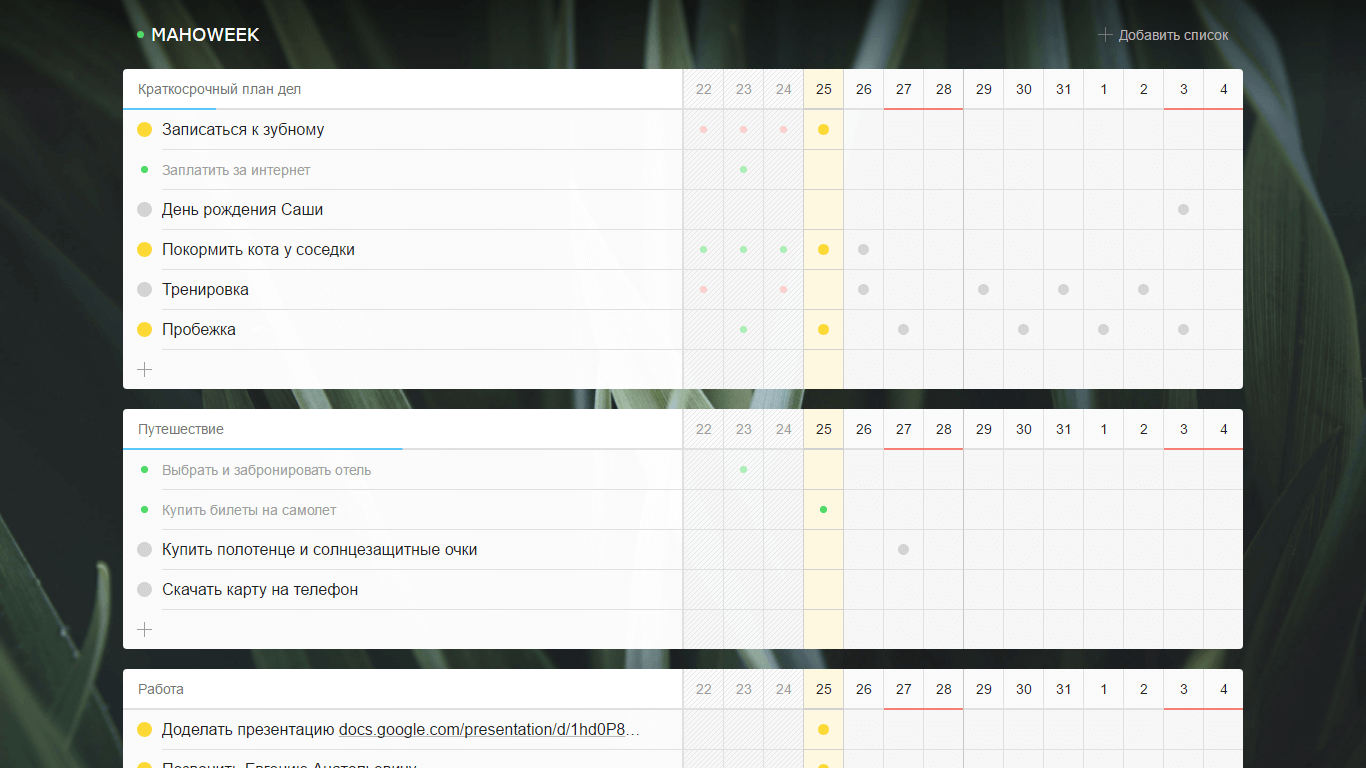 MAHOWEEK
Добавить список
Краткосрочный план дел 22 23 24 25 26 27 28 29 30 31 1 2 3 4
Записаться к зубному
Заплатить за интернет
День рождения Саши
Покормить кота у соседки
Тренировка
Пробежка
Путешествие 22 23 24 25 26 27 28 29 30 31 1 2 3 4
Выбрать и забронировать отель
Купить билеты на самолет
Купить полотенце и солнцезащитные очки
Скачать карту на телефон
Работа 22 23 24 25 26 27 28 29 30 31 1 2 3 4
Доделать презентацию docs.google.com/presentation/d/1hd0P8…
Позвонить Евгению Анатольевичу